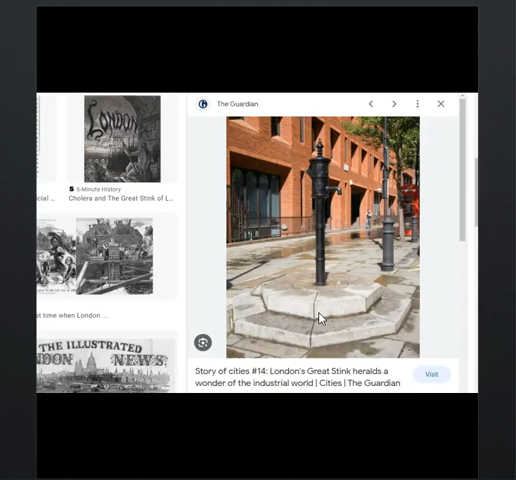 The Guardian
LONDON
5-Minute History
cial ...
Cholera and The Great Stink of L...
at time when London ...
THE ILLUSTRATED
DON NEWS
Story of cities #14: London's Great Stink heralds a
wonder of the industrial world | Cities | The Guardian
Visit